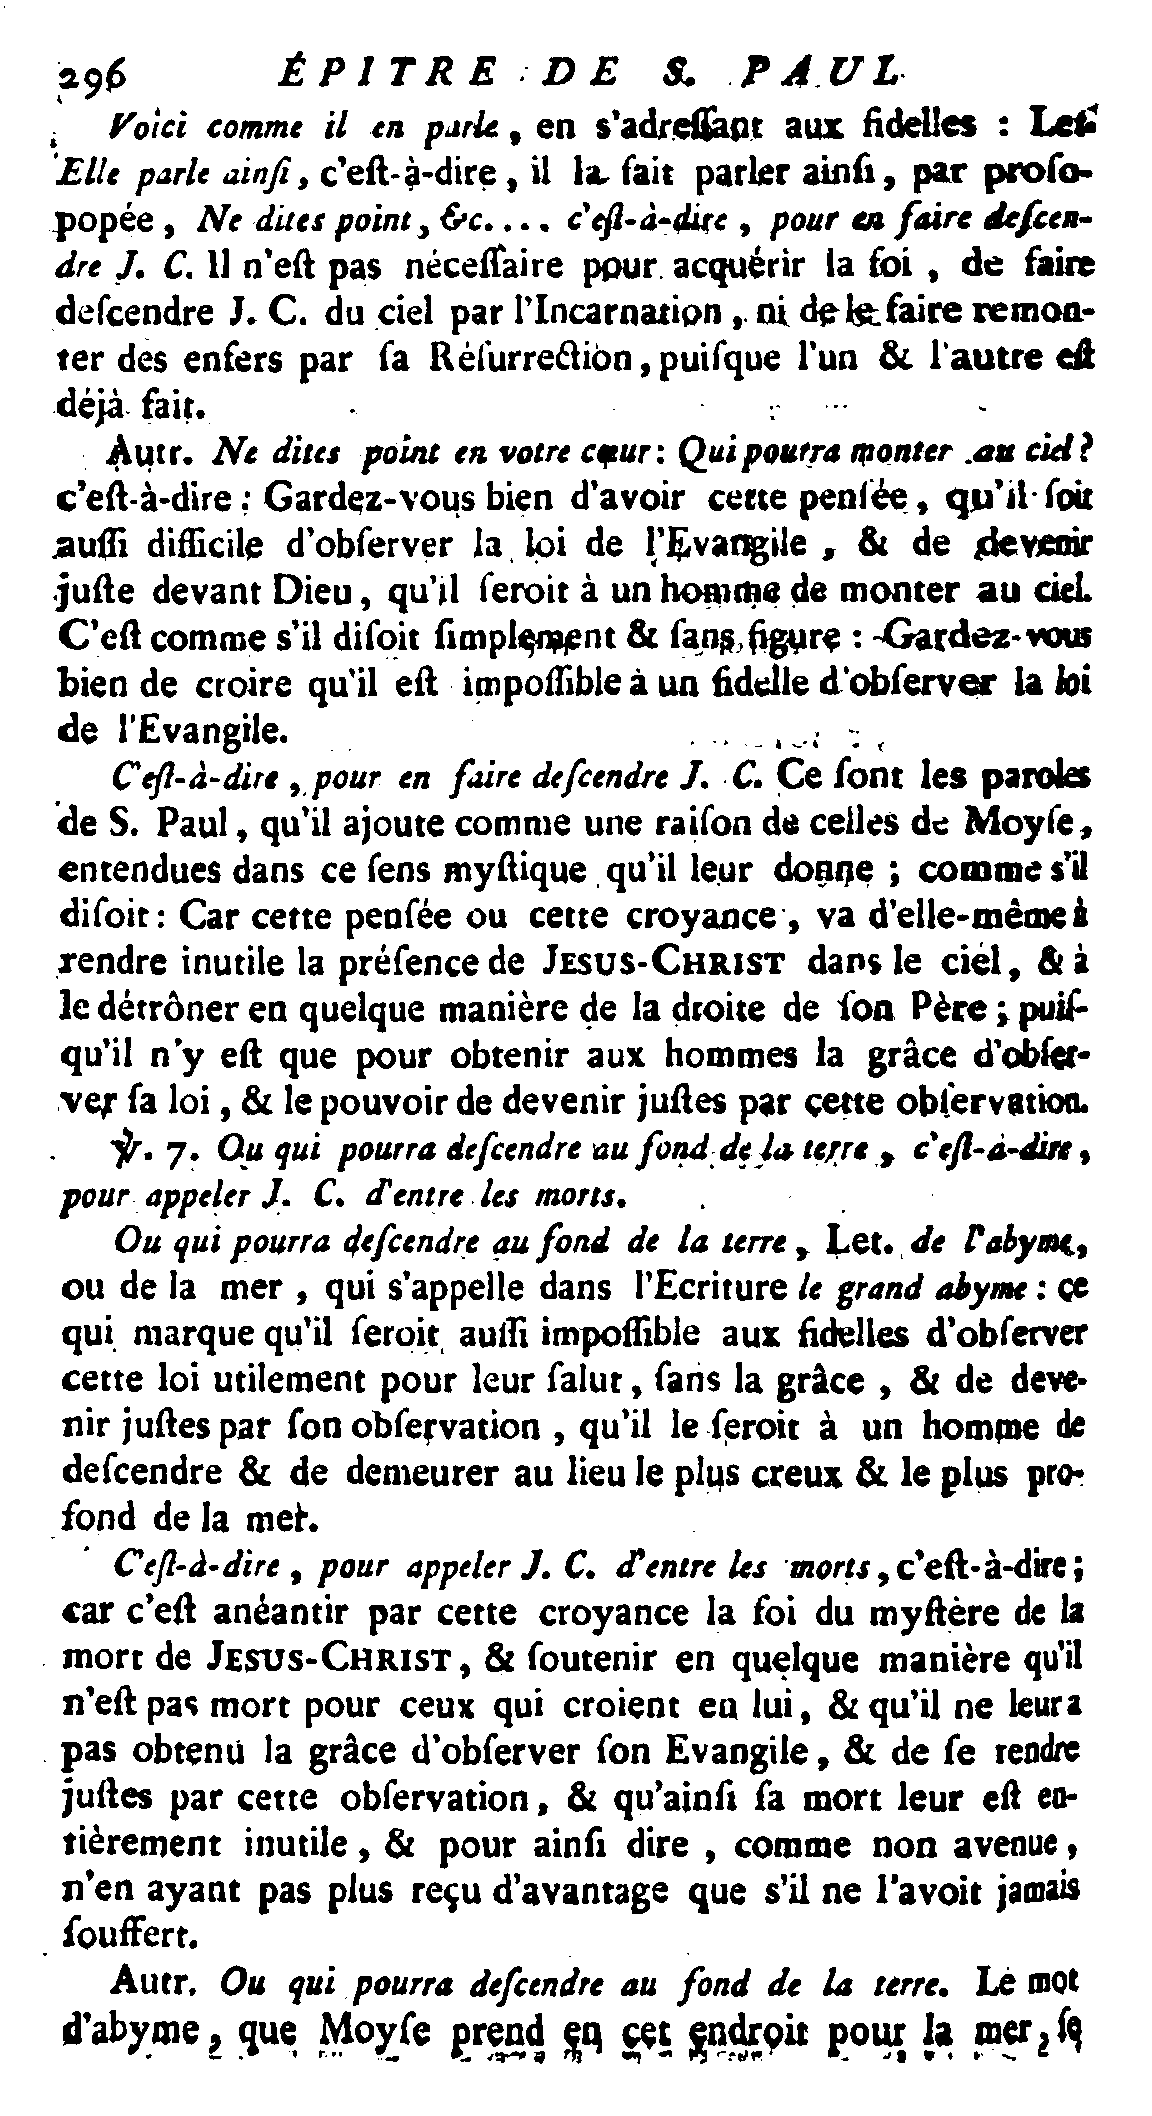 296 ÉPITRE DE S. PAUL
Voici comme il en parle, en s'adreſſant aux fidelles : Let.
Elle parle ainſi, c'eſt-à-dire, il la fait parler ainſi, par proſo-
popée, Ne dites point, &c.... c'eſt-à-dire, pour en faire deſcen-
dre J. C. Il n'eſt pas néceſſaire pour acquérir la foi, de faire
deſcendre J. C. du ciel par l'Incarnation, ni de le faire remon-
ter des enfers par ſa Réſurrection, puiſque l'un & l'autre eſt
déjà fait.
Autr. Ne dites point en votre cœur : Qui pourra monter au ciel ?
c'eſt-à-dire : Gardez-vous bien d'avoir cette penſée, qu'il ſoit
auſſi difficile d'obſerver la loi de l'Evangile, & de devenir
juſte devant Dieu, qu'il ſeroit à un homme de monter au ciel.
C'eſt comme s'il diſoit ſimplement & ſans figure : Gardez-vous
bien de croire qu'il eſt impoſſible à un fidelle d'obſerver la loi
de l'Evangile.
C'eſt-à-dire, pour en faire deſcendre J. C. Ce ſont les paroles
de S. Paul, qu'il ajoute comme une raiſon de celles de Moyſe,
entendues dans ce ſens myſtique qu'il leur donne ; comme s'il
diſoit : Car cette penſée ou cette croyance, va d'elle-même à
rendre inutile la préſence de JESUS-CHRIST dans le ciel, & à
le détrôner en quelque manière de la droite de ſon Père ; puiſ-
qu'il n'y eſt que pour obtenir aux hommes la grâce d'obſer-
ver ſa loi, & le pouvoir de devenir juſtes par cette obſervation.
℣. 7. Ou qui pourra deſcendre au fond de la terre, c'eſt-à-dire,
pour appeler J. C. d'entre les morts.
Ou qui pourra deſcendre au fond de la terre, Let. de l'abyme,
ou de la mer, qui s'appelle dans l'Ecriture le grand abyme : ce
qui marque qu'il ſeroit auſſi impoſſible aux fidelles d'obſerver
cette loi utilement pour leur ſalut, ſans la grâce, & de deve-
nir juſtes par ſon obſervation, qu'il le ſeroit à un homme de
deſcendre & de demeurer au lieu le plus creux & le plus pro-
fond de la mer.
C'eſt-à-dire, pour appeler J. C. d'entre les morts, c'eſt-à-dire ;
car c'eſt anéantir par cette croyance la foi du myſtère de la
mort de JESUS-CHRIST, & ſoutenir en quelque manière qu'il
n'eſt pas mort pour ceux qui croient en lui, & qu'il ne leur a
pas obtenu la grâce d'obſerver ſon Evangile, & de ſe rendre
juſtes par cette obſervation, & qu'ainſi ſa mort leur eſt en-
tièrement inutile, & pour ainſi dire, comme non avenue,
n'en ayant pas plus reçu d'avantage que s'il ne l'avoit jamais
ſouffert.
Autr. Ou qui pourra deſcendre au fond de la terre. Le mot
d'abyme, que Moyſe prend en cet endroit pour la mer, ſe